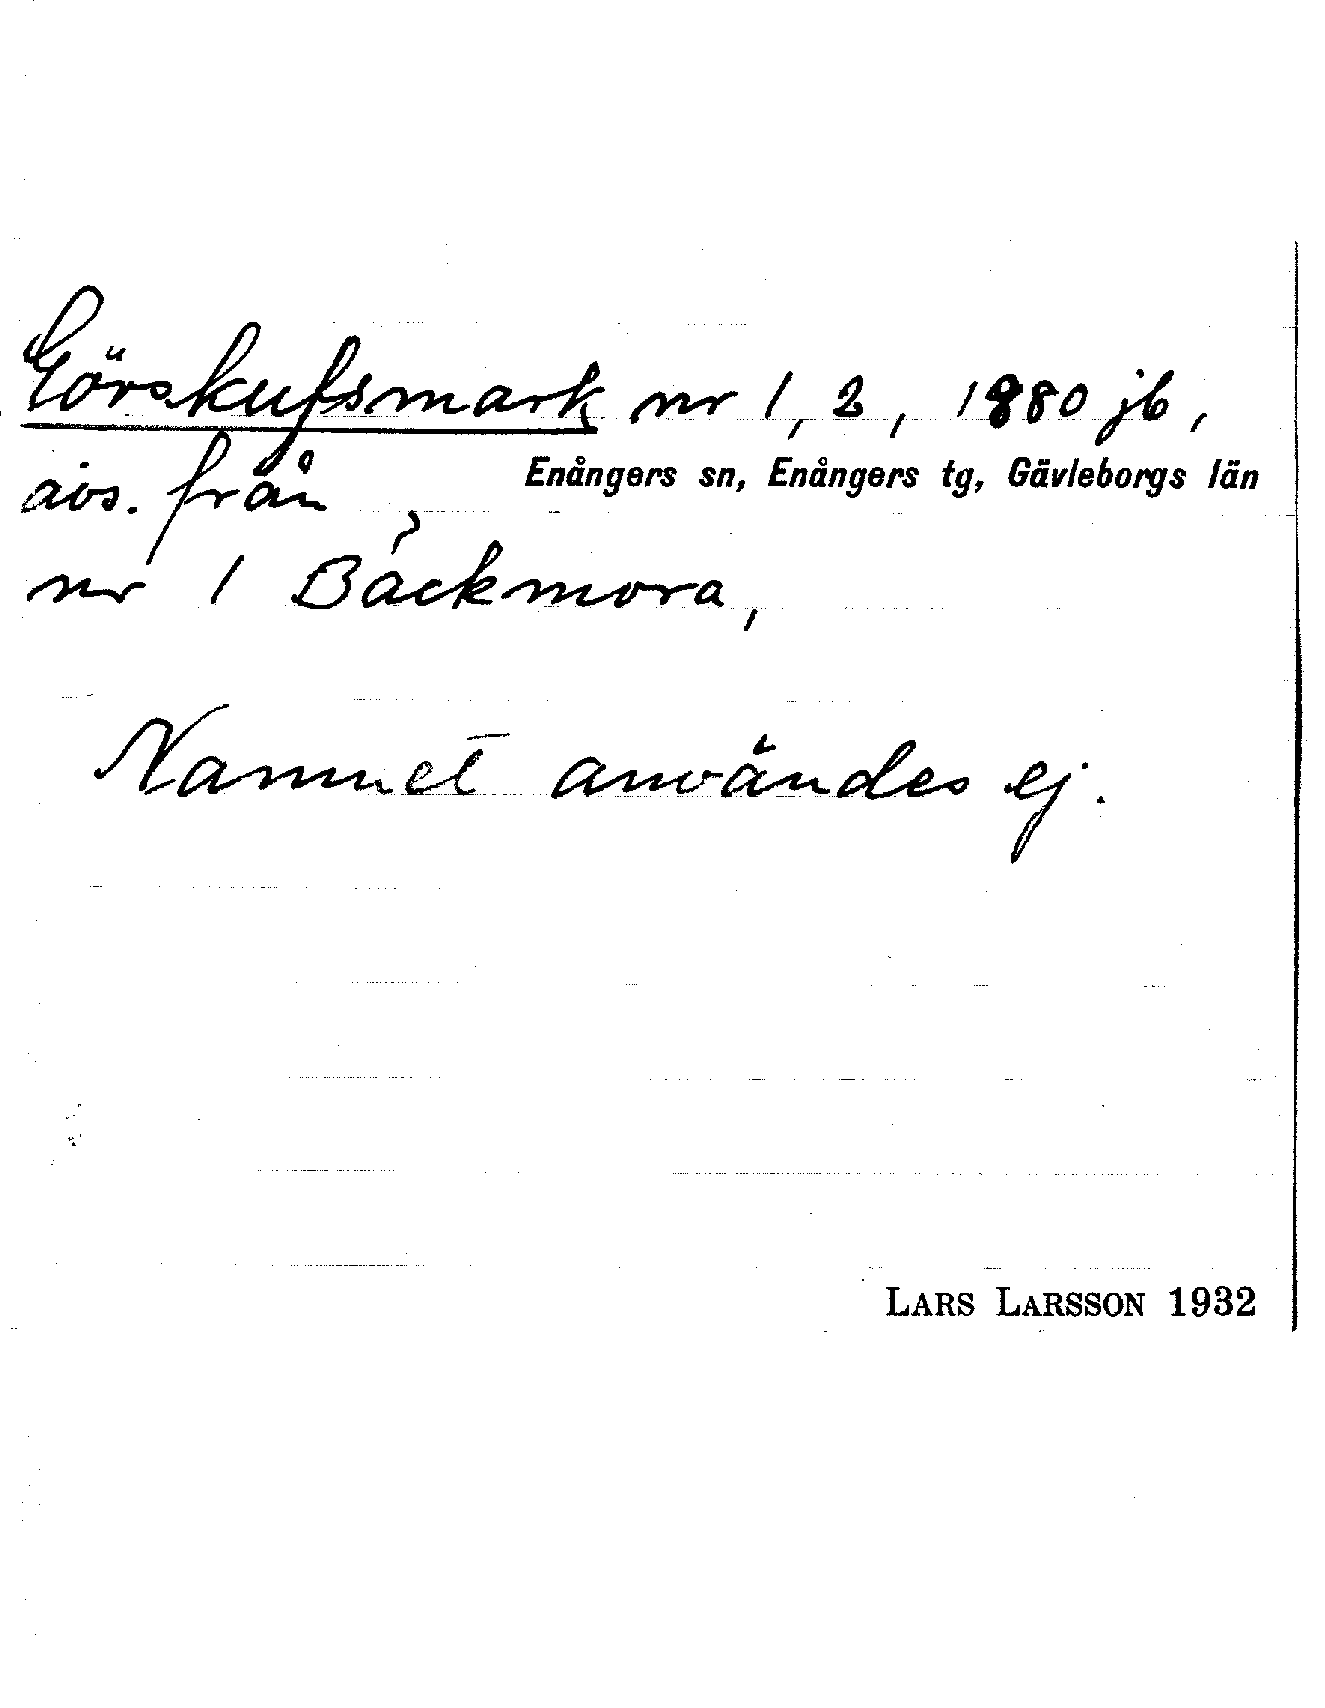 Görskufsmark nr 1, 2, 1880 jb,
avs. från
Enångers sn, Enångers tg, Gävleborgs län
nr 1 Bäckmora,
Namnet användes ej.
LARS LARSSON 1932